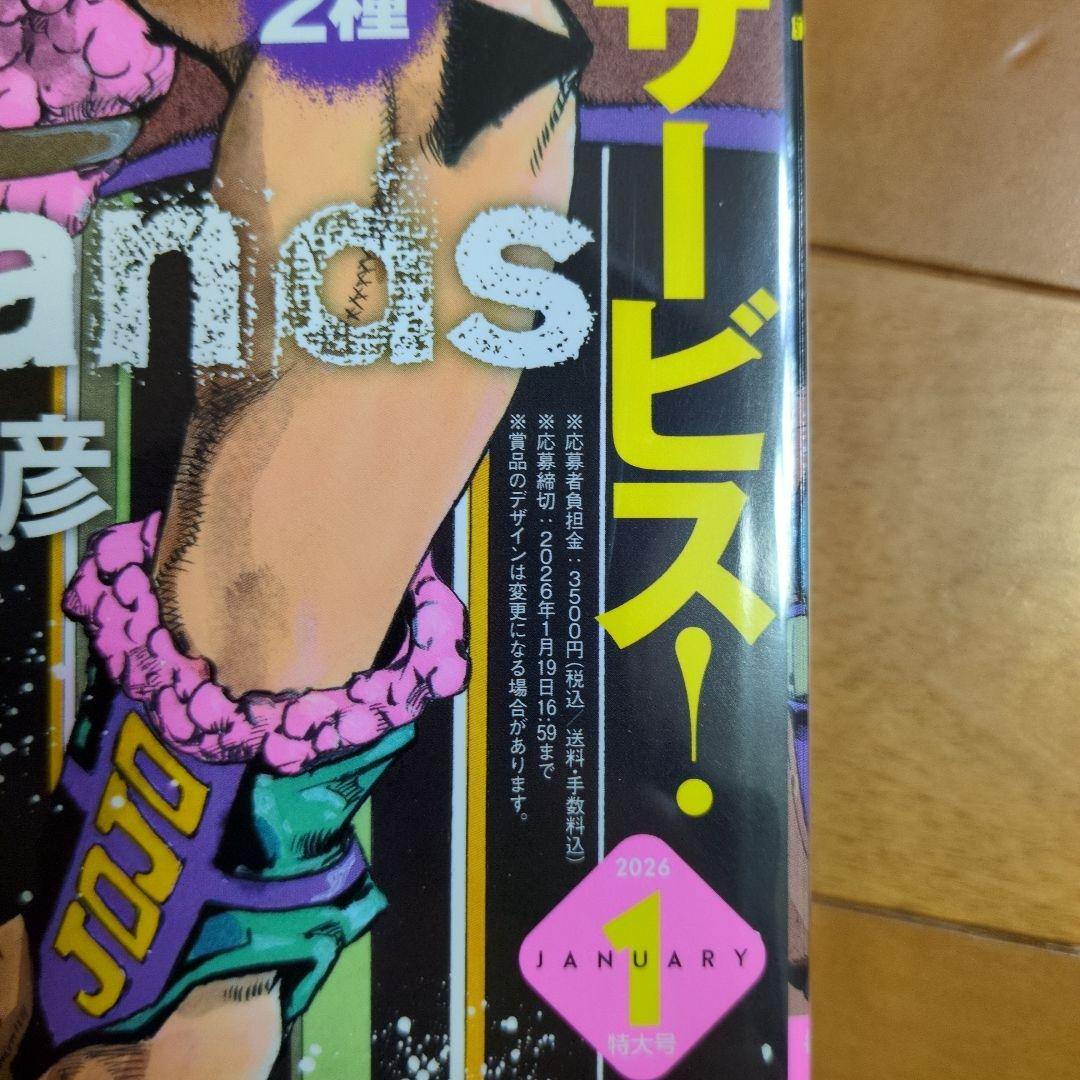 2種
サービス!
ands
彦
※応募者負担金:3500円(税込/送料・手数料込)
※応募締切:2026年1月19日16:59まで
※賞品のデザインは変更になる場合があります。
JOJO
2026
1
JANUARY
特大号